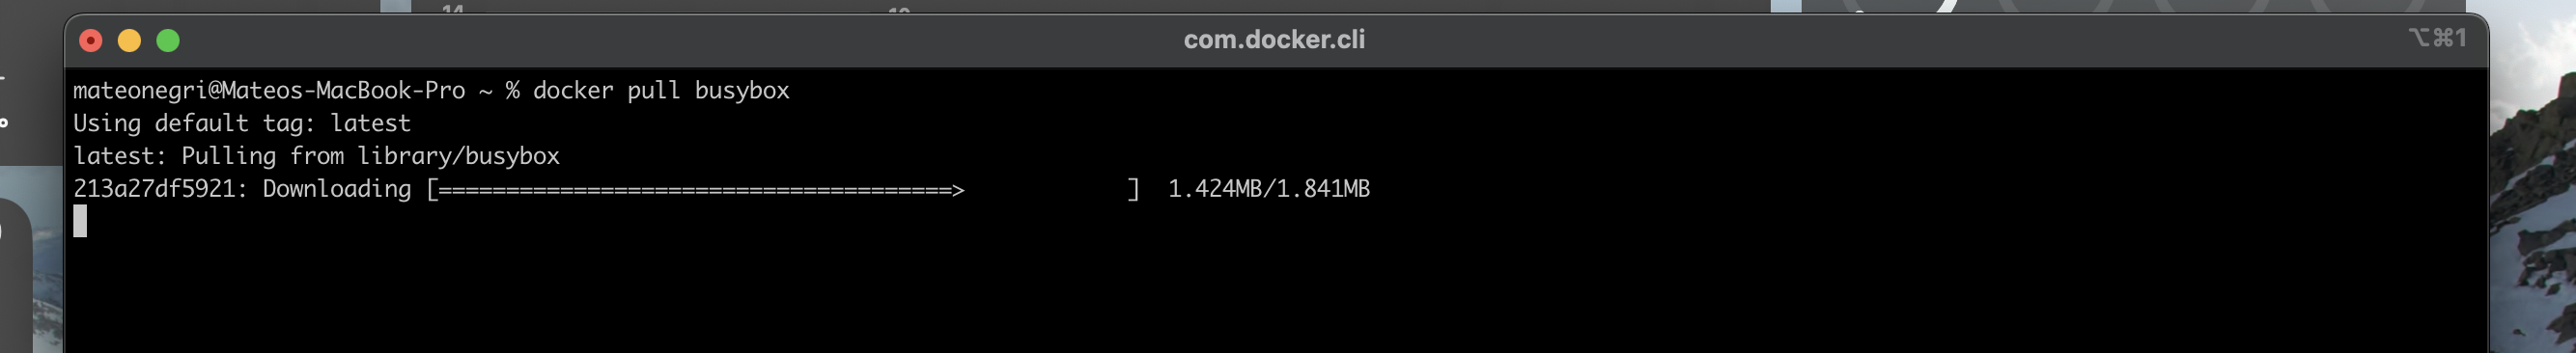 com.docker.cli
⌥⌘1
mateonegri@Mateos-MacBook-Pro ~ % docker pull busybox
Using default tag: latest
latest: Pulling from library/busybox
213a27df5921: Downloading [======================================>            ]  1.424MB/1.841MB